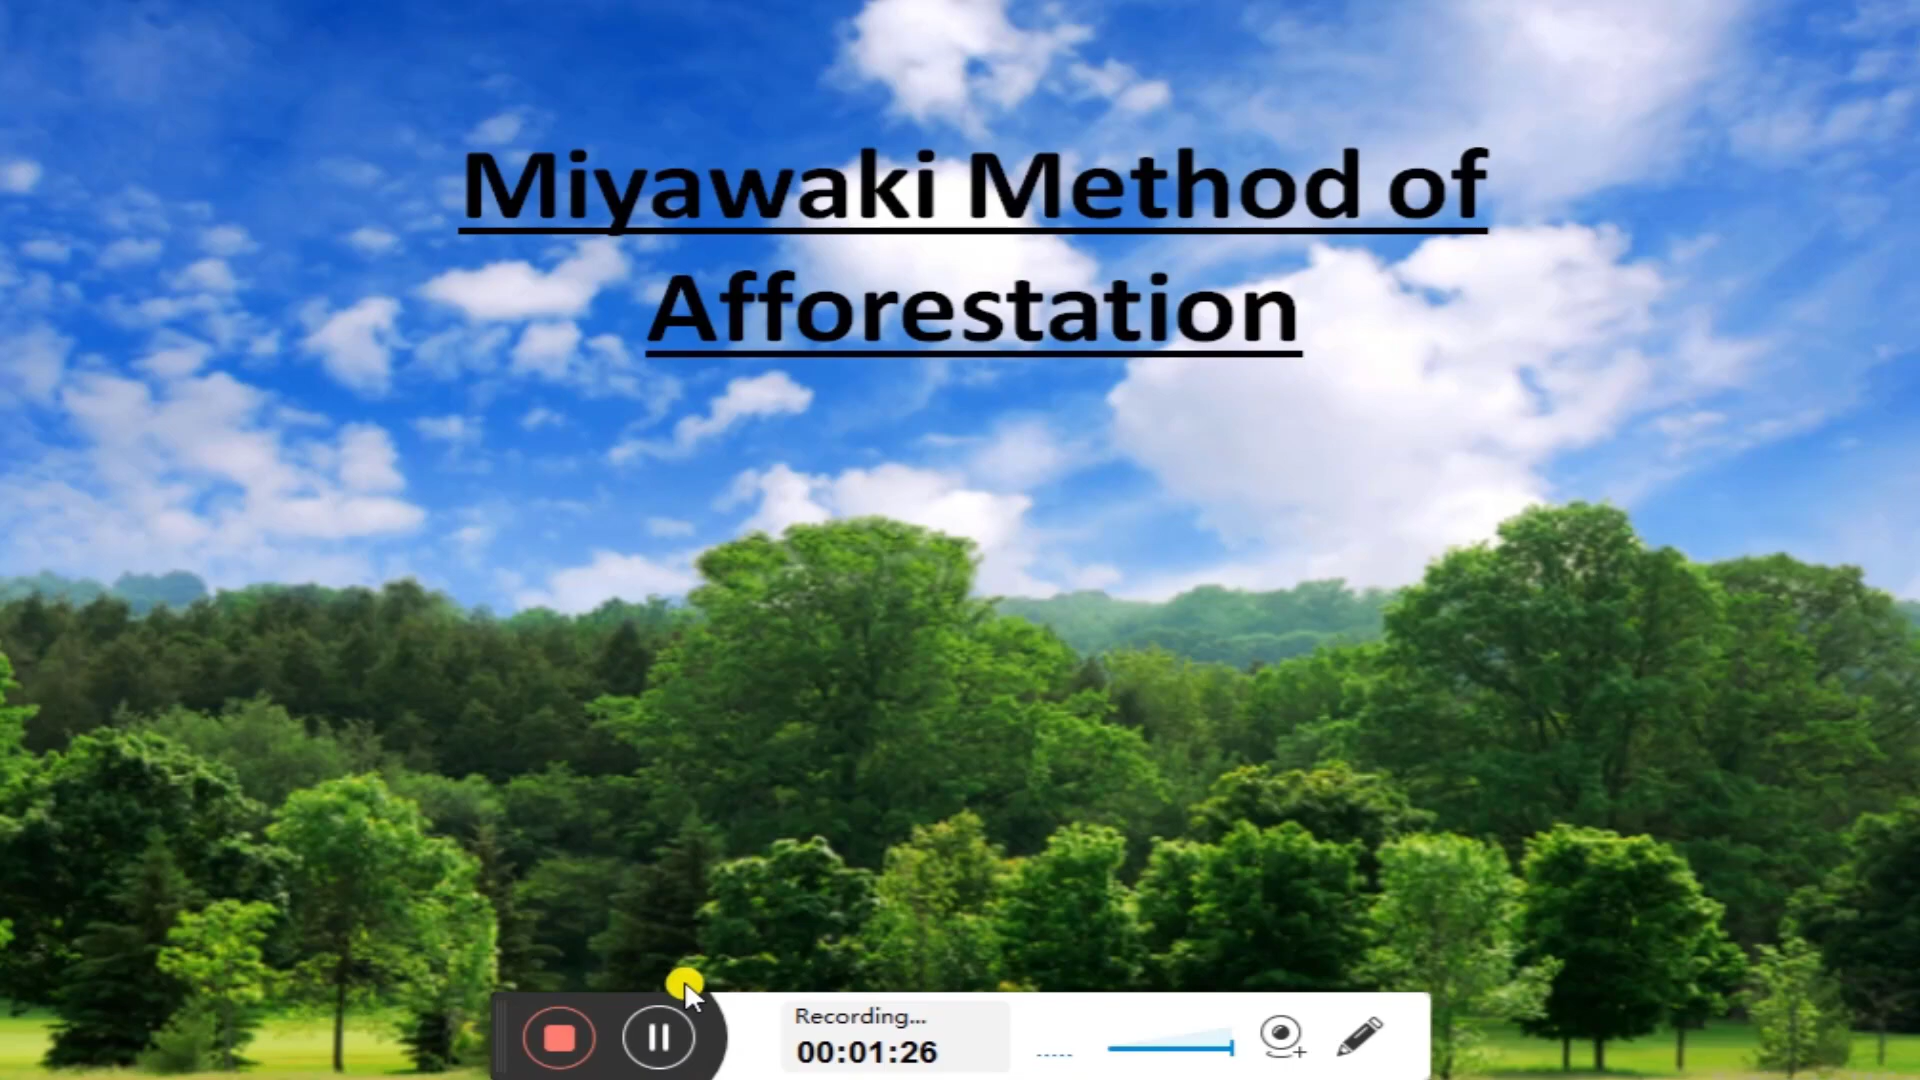 Miyawaki Method of
Afforestation
Recording...
00:01:26